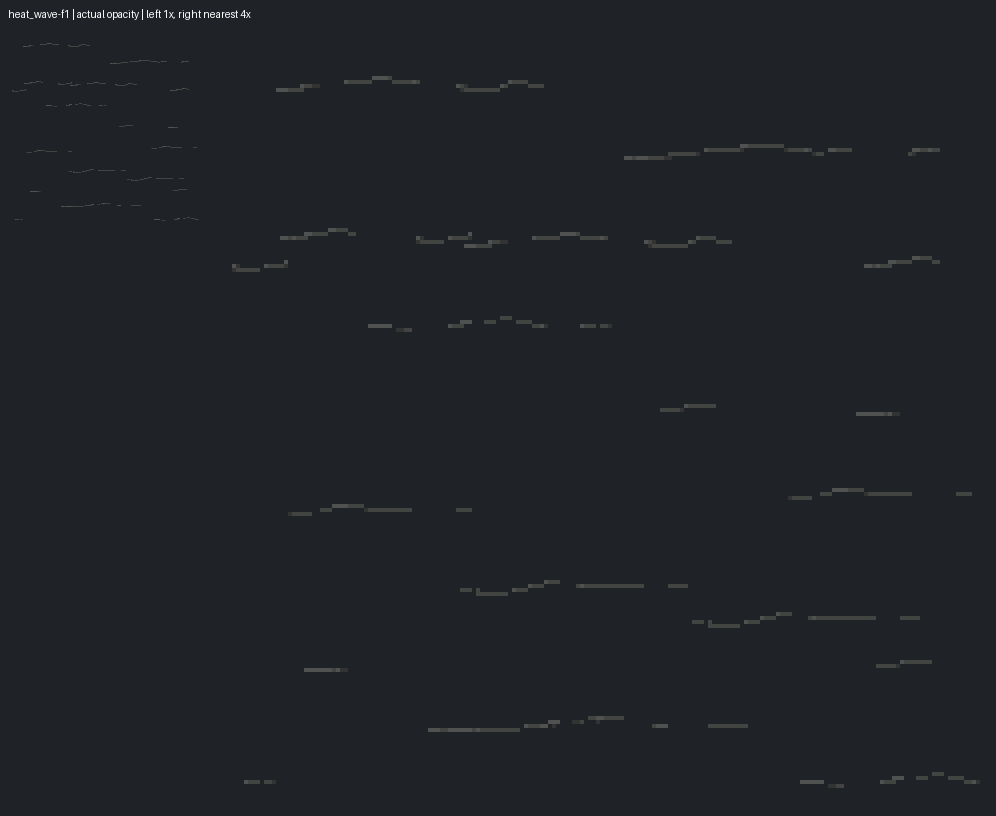 heat_wave-f1 | actual opacity | left 1x, right nearest 4x